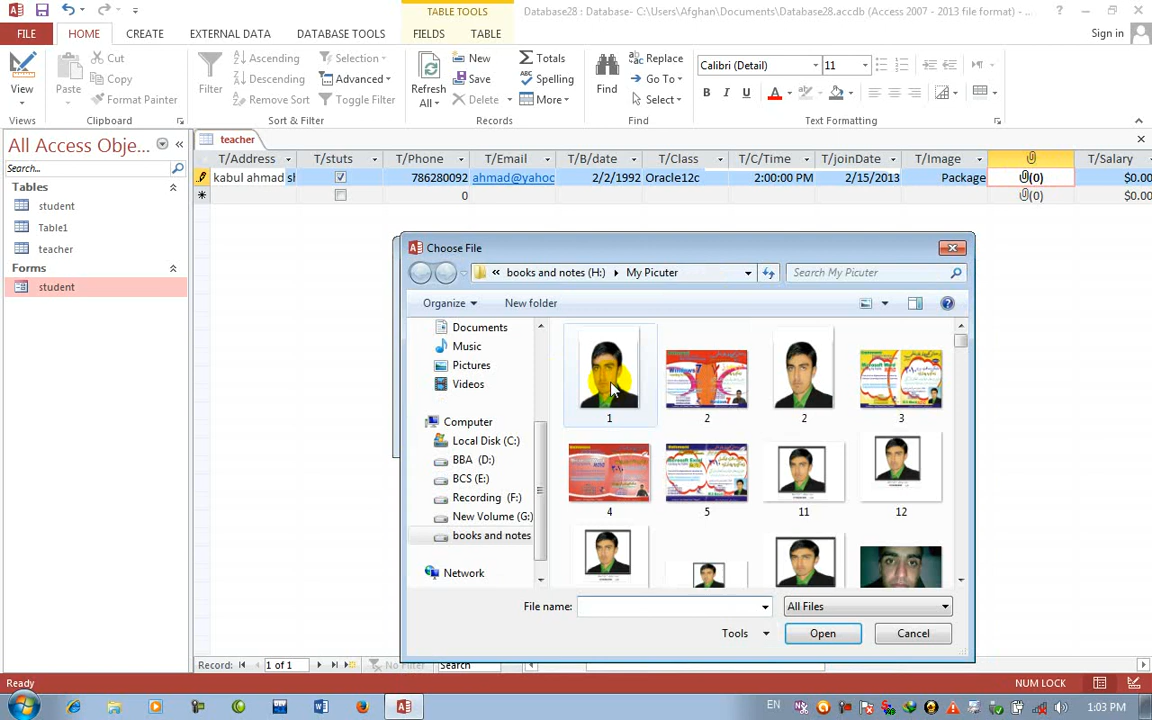 TABLE TOOLS
Database28 : Database- C:\Users\Afghan\Documents\Database28.accdb (Access 2007 - 2013 file format) - ...
FILE HOME CREATE EXTERNAL DATA DATABASE TOOLS FIELDS TABLE Sign in
View
Paste
Cut
Copy
Format Painter
Filter
Ascending
Descending
Remove Sort
Selection
Advanced
Toggle Filter
Refresh All
New
Save
Delete
Totals
Spelling
More
Find
Replace
Go To
Select
Calibri (Detail) 11
B I U A
Views Clipboard Sort & Filter Records Find Text Formatting
All Access Obje...
Search...
Tables
student
Table1
teacher
Forms
student
teacher
T/Address T/stuts T/Phone T/Email T/B/date T/Class T/C/Time T/joinDate T/Image T/Salary
kabul ahmad sh 786280092 ahmad@yahoc 2/2/1992 Oracle12c 2:00:00 PM 2/15/2013 Package (0) $0.00
0 (0) $0.00
Choose File
« books and notes (H:) My Picuter
Search My Picuter
Organize New folder
Documents
Music
Pictures
Videos
Computer
Local Disk (C:)
BBA (D:)
BCS (E:)
Recording (F:)
New Volume (G:)
books and notes
Network
1 2 2 3
4 5 11 12
File name:
All Files
Tools
Open
Cancel
Record: 1 of 1 No Filter Search
Ready
NUM LOCK
EN
1:03 PM